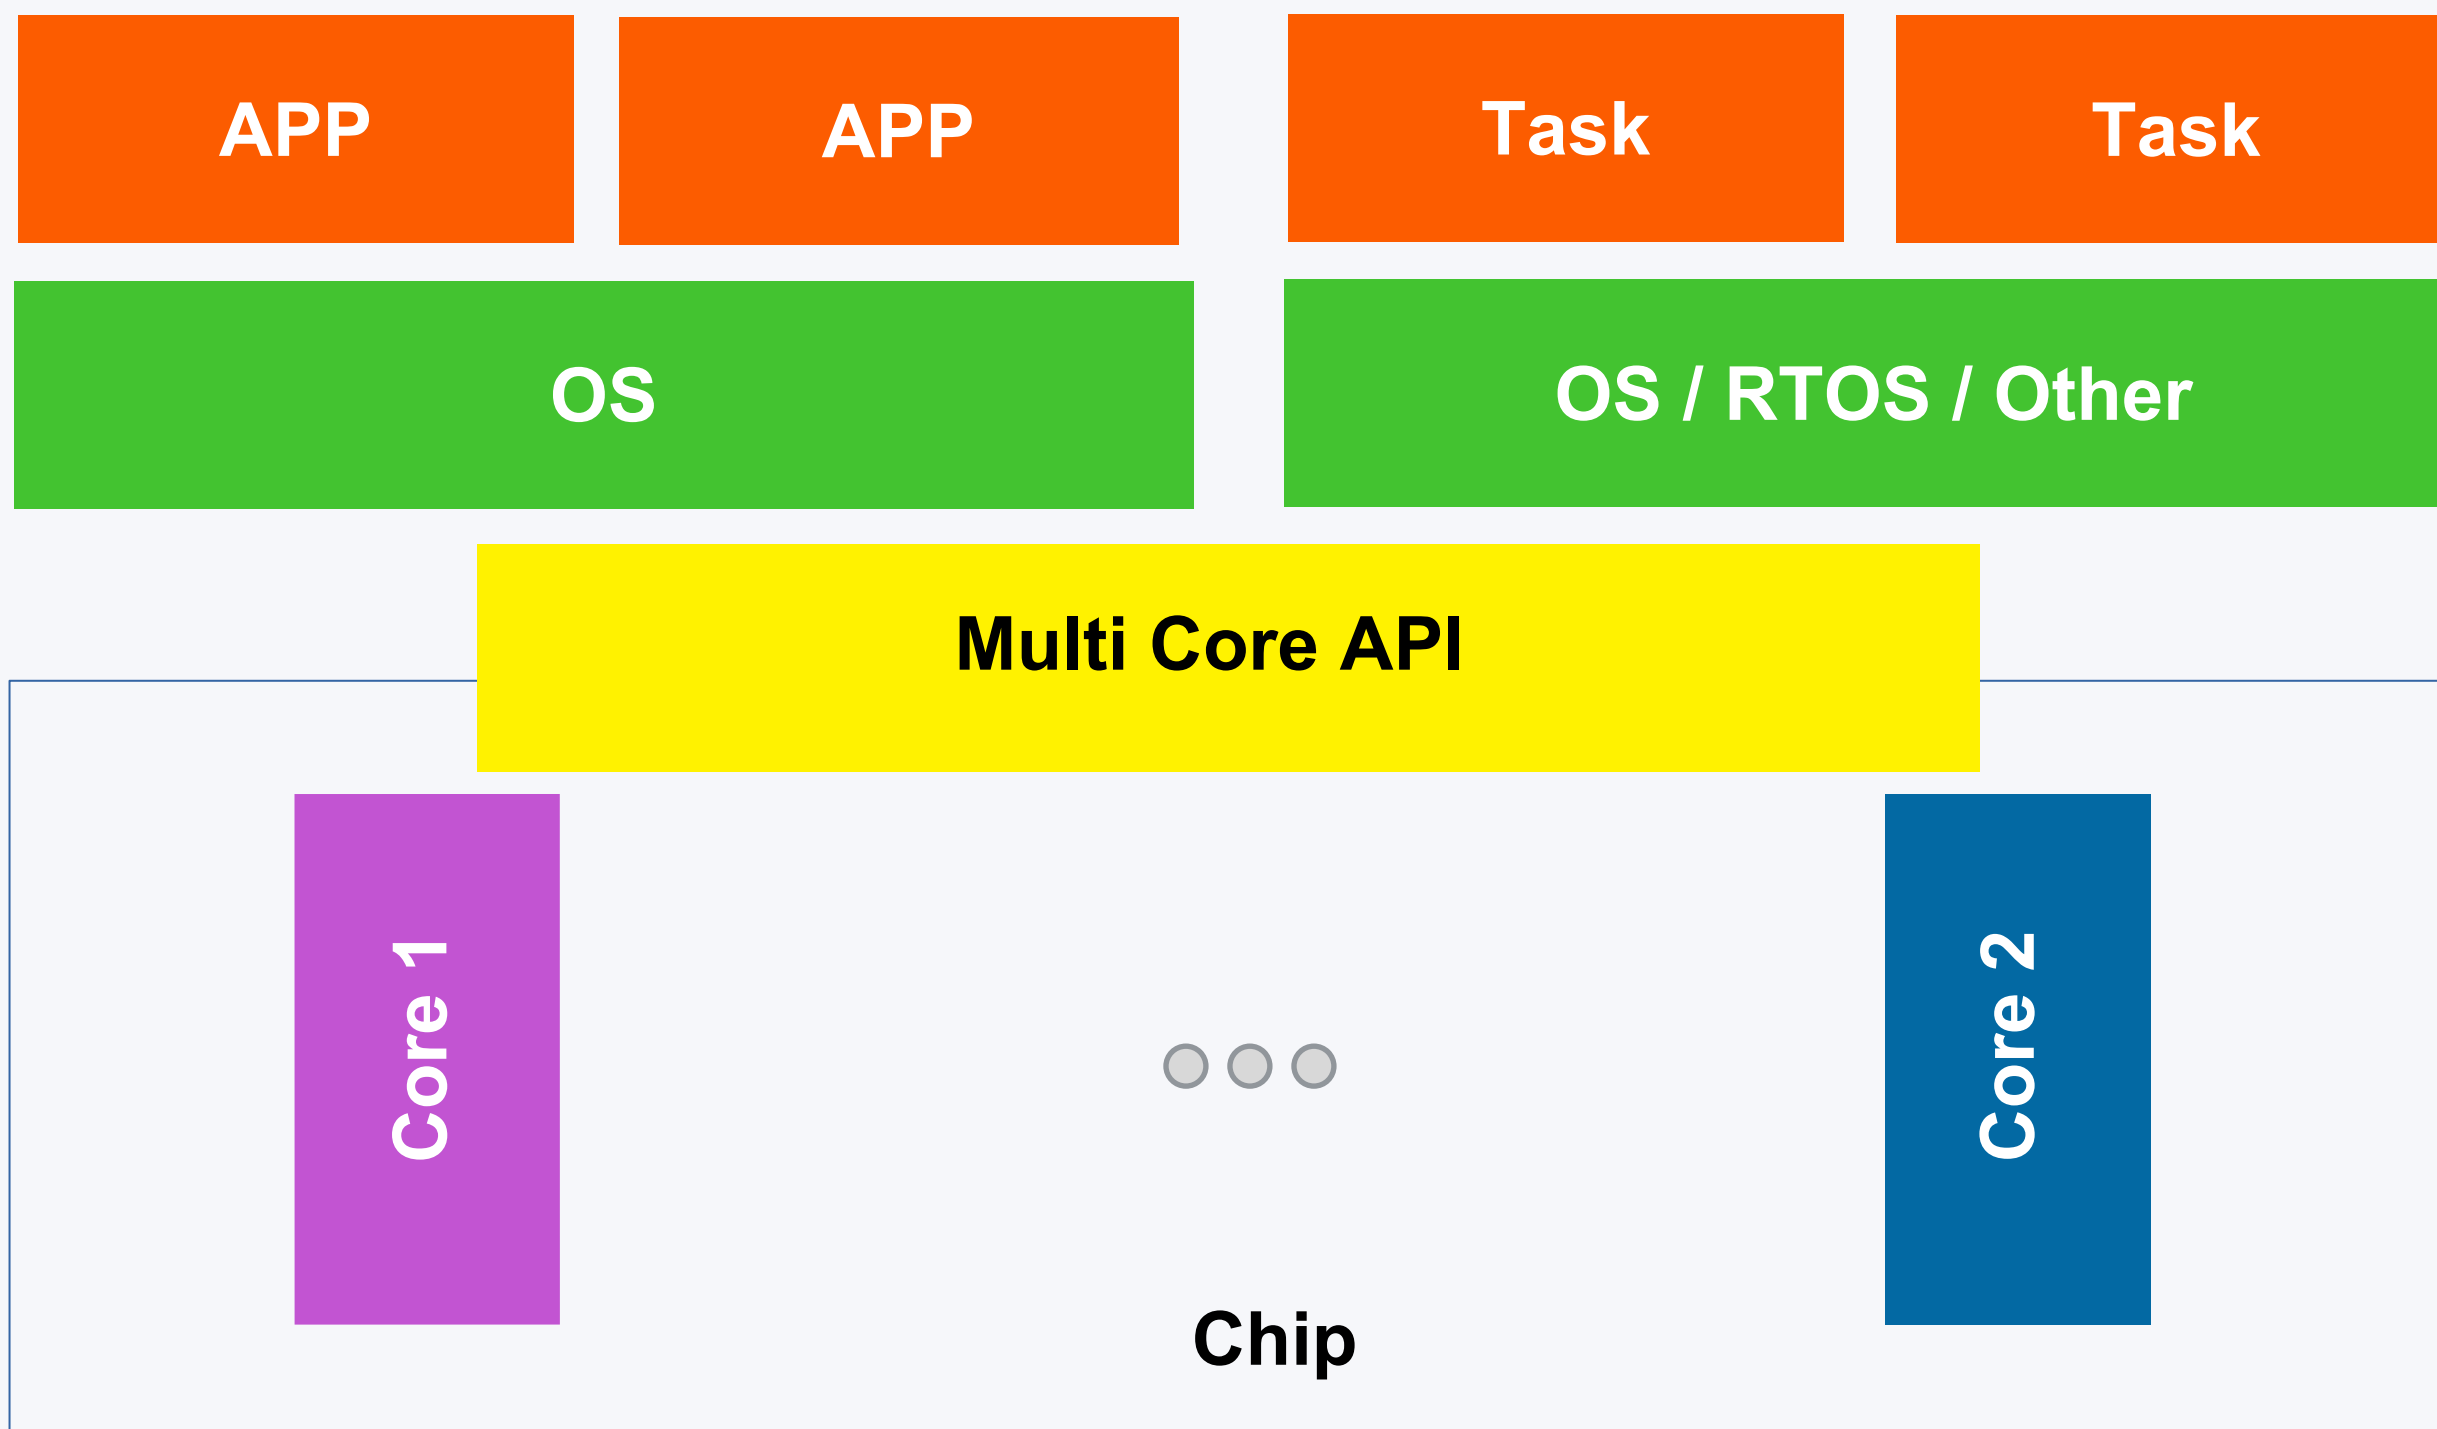 APP
APP
Task
Task
OS
OS / RTOS / Other
Multi Core API
Core 1
Core 2
Chip